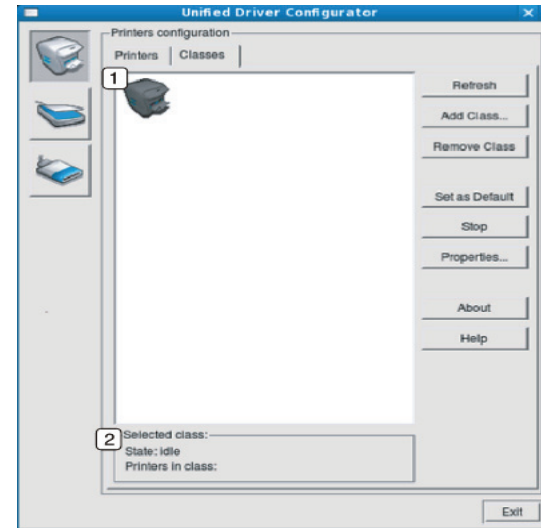 Unified Driver Configurator
Printers configuration
Printers
Classes
1
Refresh
Add Class...
Remove Class
Set as Default
Stop
Properties...
About
Help
2
Selected class:
State: idle
Printers in class:
Exit